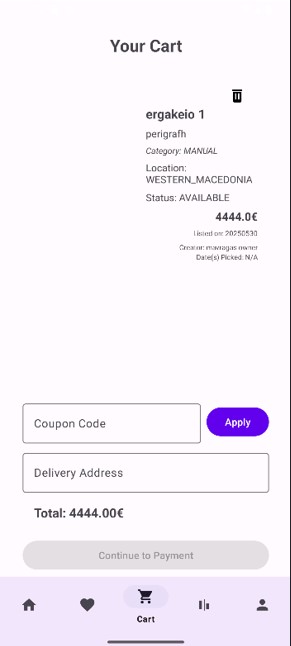 Your Cart
ergakeio 1
perigrafh
Category: MANUAL
Location:
WESTERN_MACEDONIA
Status: AVAILABLE
4444.0€
Listed on: 20250530
Creator: mavragas owner
Date(s) Picked: N/A
Coupon Code
Apply
Delivery Address
Total: 4444.00€
Continue to Payment
Cart